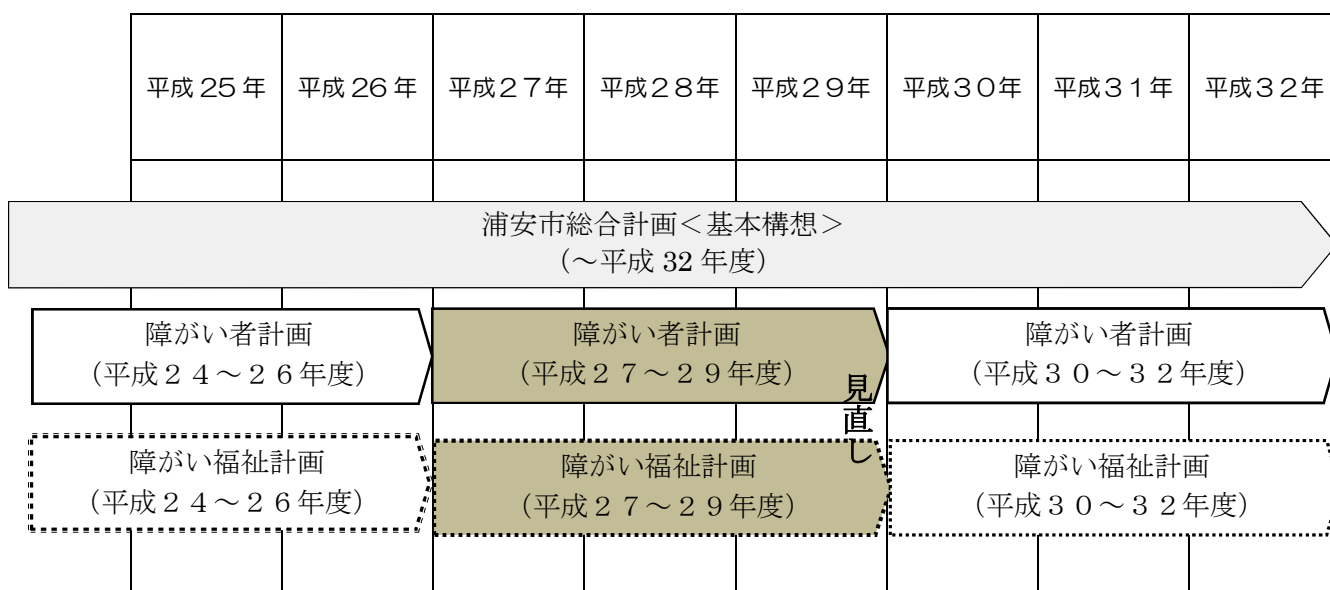 平成25年 平成26年 平成27年 平成28年 平成29年 平成30年 平成31年 平成32年
浦安市総合計画＜基本構想＞
（～平成 32 年度）
障がい者計画
（平成２４～２６年度）
障がい者計画
（平成２７～２９年度）
障がい者計画
（平成３０～３２年度）
見直し
障がい福祉計画
（平成２４～２６年度）
障がい福祉計画
（平成２７～２９年度）
障がい福祉計画
（平成３０～３２年度）